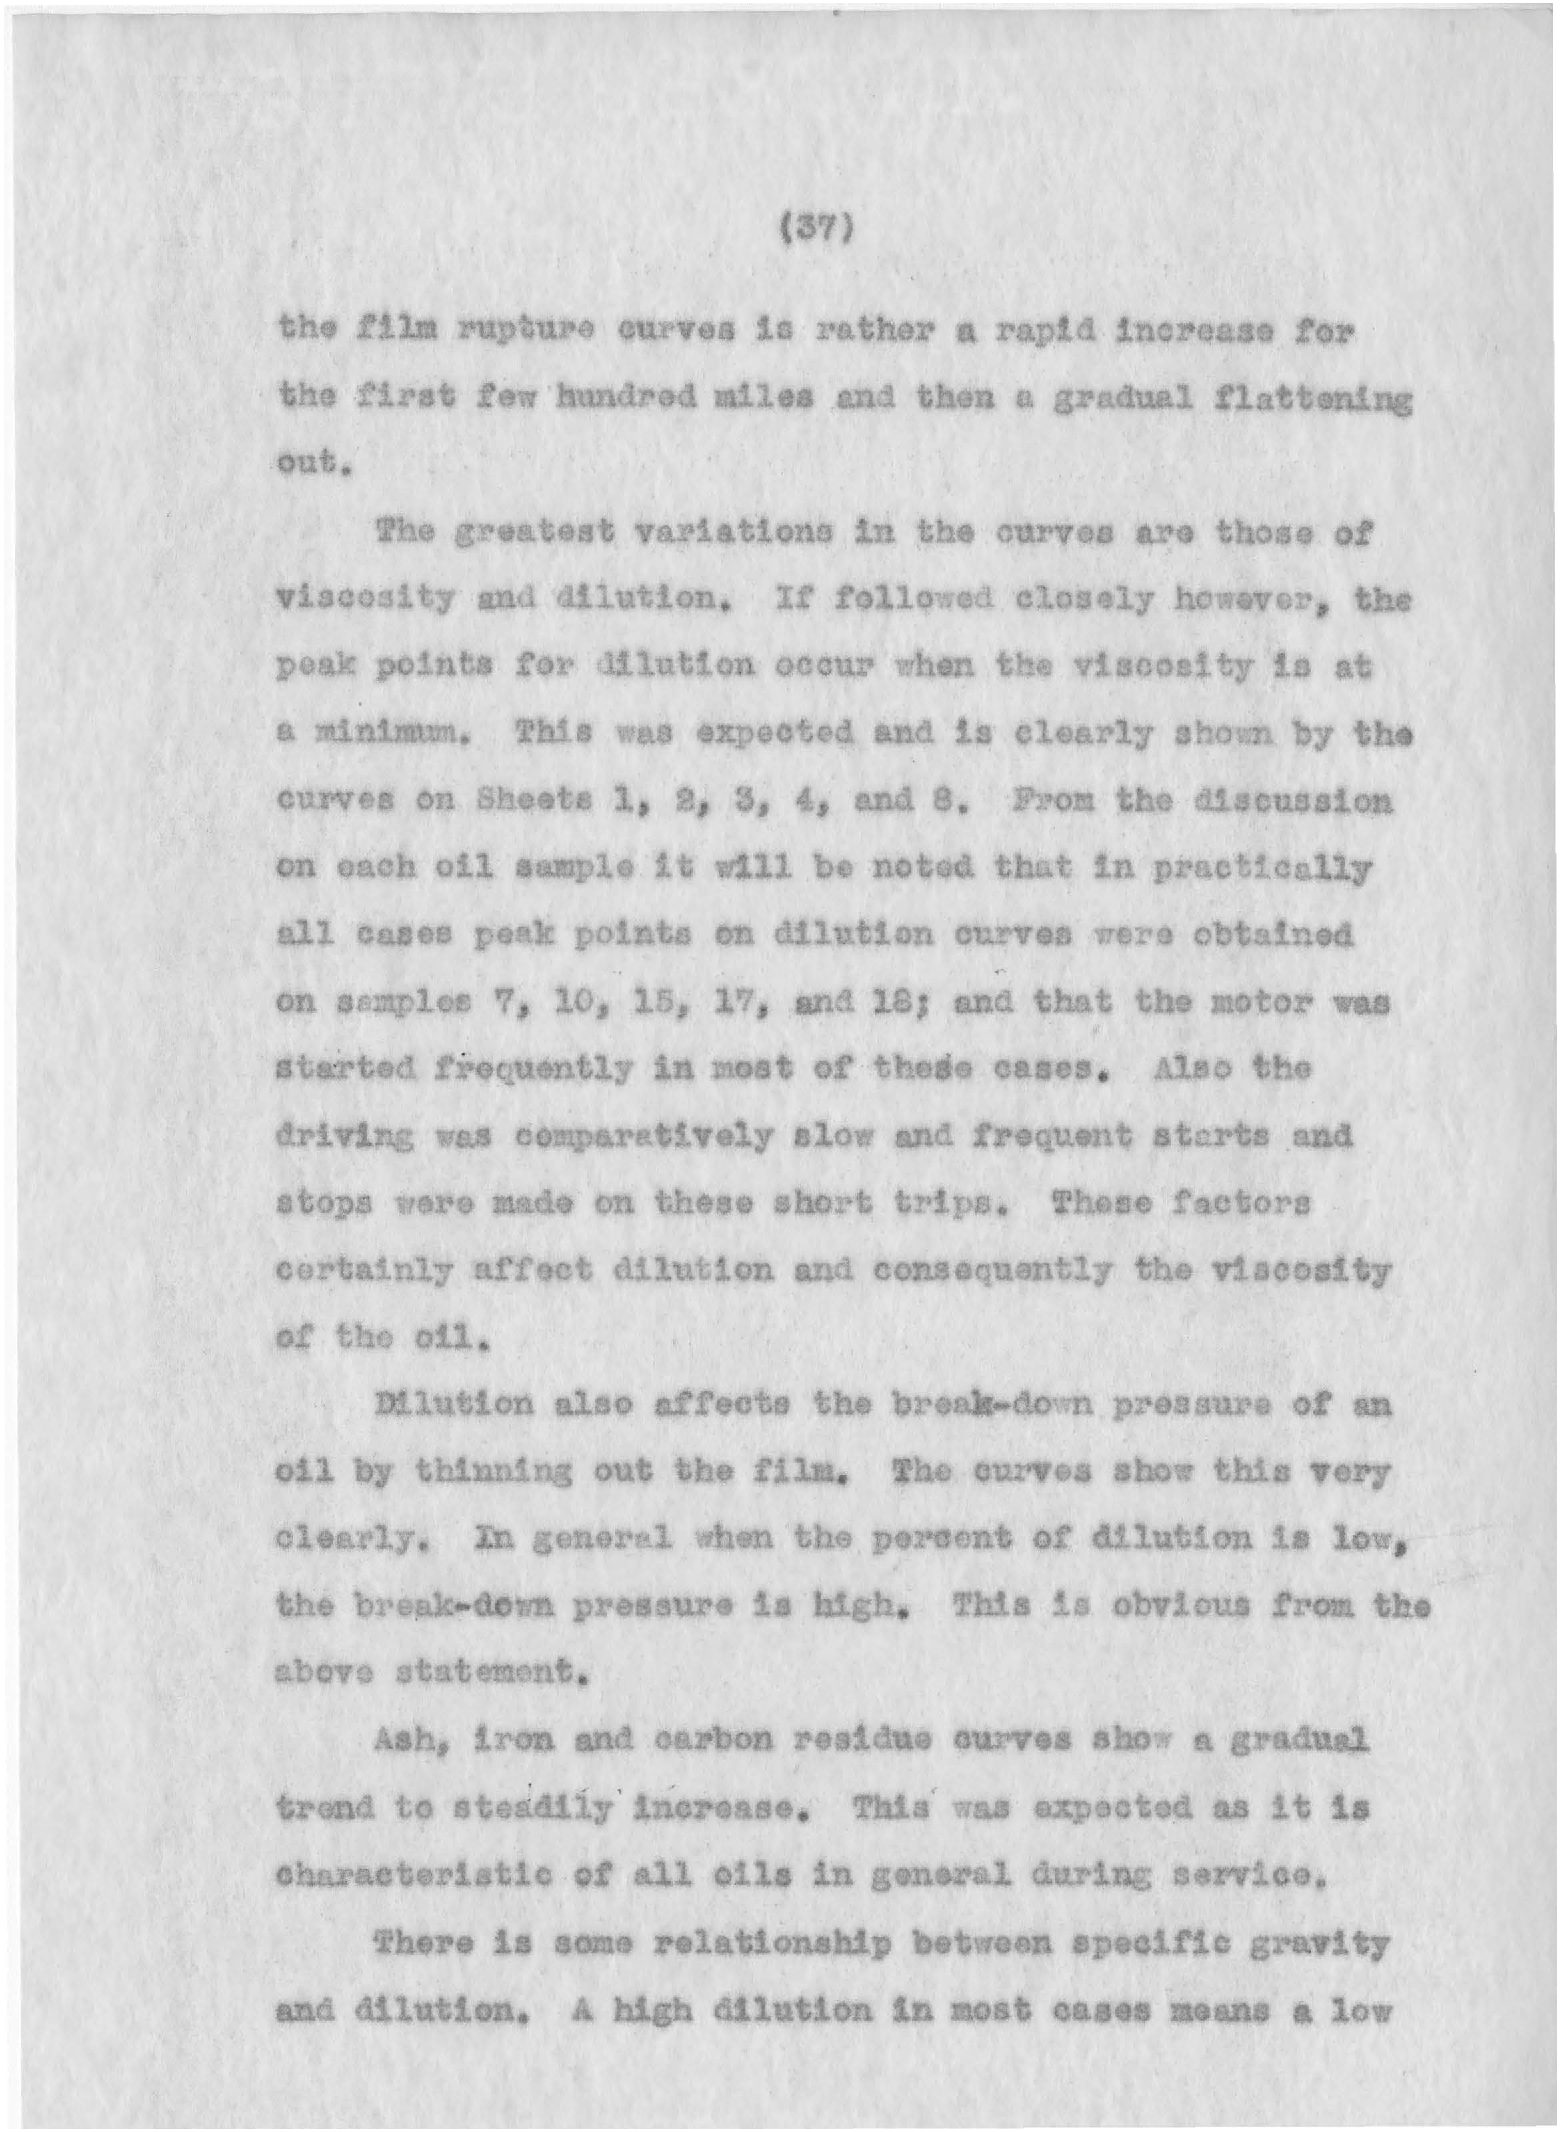 (37)
the film rupture curves is rather a rapid increase for
the first few hundred miles and then a gradual flattening
out.
The greatest variations in the curves are those of
viscosity and dilution. If followed closely however, the
peak points for dilution occur when the viscosity is at
a minimum. This was expected and is clearly shown by the
curves on Sheets 1, 2, 3, 4, and 8. From the discussion
on each oil sample it will be noted that in practically
all cases peak points on dilution curves were obtained
on samples 7, 10, 15, 17, and 18; and that the motor was
started frequently in most of these cases. Also the
driving was comparatively slow and frequent starts and
stops were made on these short trips. These factors
certainly affect dilution and consequently the viscosity
of the oil.
Dilution also affects the break-down pressure of an
oil by thinning out the film. The curves show this very
clearly. In general when the percent of dilution is low,
the break-down pressure is high. This is obvious from the
above statement.
Ash, iron and carbon residue curves show a gradual
trend to steadily increase. This was expected as it is
characteristic of all oils in general during service.
There is some relationship between specific gravity
and dilution. A high dilution in most cases means a low